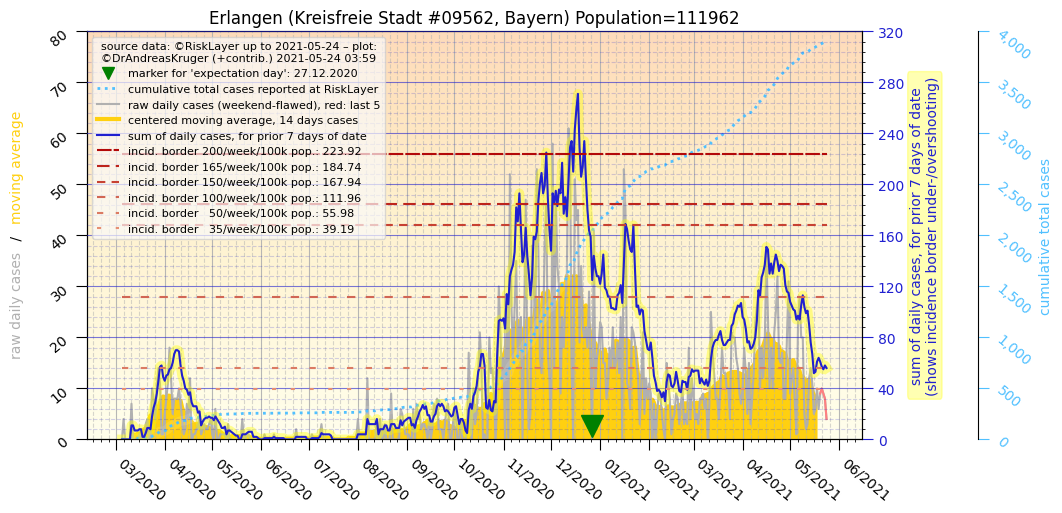 Erlangen (Kreisfreie Stadt #09562, Bayern) Population=111962
source data: ©RiskLayer up to 2021-05-24 – plot:
©DrAndreasKruger (+contrib.) 2021-05-24 03:59
marker for 'expectation day': 27.12.2020
cumulative total cases reported at RiskLayer
raw daily cases (weekend-flawed), red: last 5
centered moving average, 14 days cases
sum of daily cases, for prior 7 days of date
incid. border 200/week/100k pop.: 223.92
incid. border 165/week/100k pop.: 184.74
incid. border 150/week/100k pop.: 167.94
incid. border 100/week/100k pop.: 111.96
incid. border 50/week/100k pop.: 55.98
incid. border 35/week/100k pop.: 39.19
raw daily cases / moving average
80
70
60
50
40
30
20
10
0
320
280
240
200
160
120
80
40
0
sum of daily cases, for prior 7 days of date
(shows incidence border under-/overshooting)
4,000
3,500
3,000
2,500
2,000
1,500
1,000
500
0
cumulative total cases
03/2020
04/2020
05/2020
06/2020
07/2020
08/2020
09/2020
10/2020
11/2020
12/2020
01/2021
02/2021
03/2021
04/2021
05/2021
06/2021